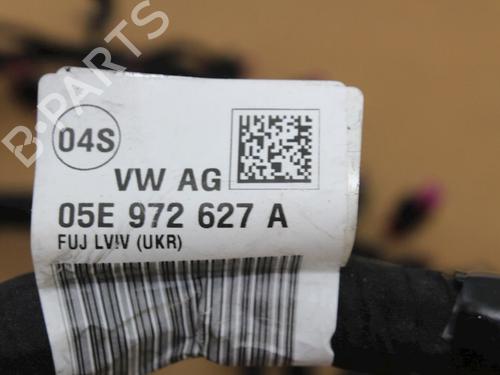 04S
VW AG
05E 972 627 A
FUJ LVIV (UKR)
B-PARTS